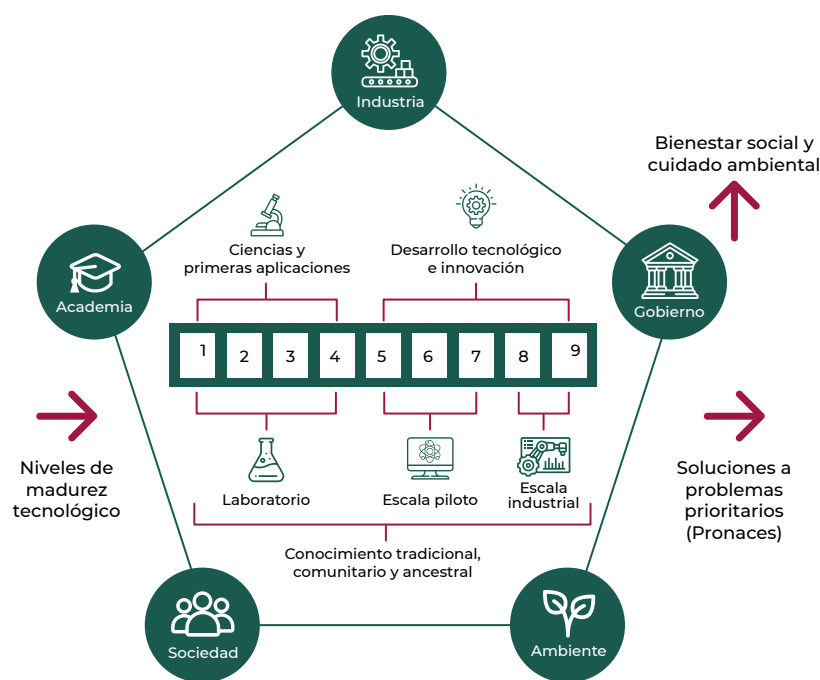 Industria
Bienestar social y
cuidado ambiental
Ciencias y
primeras aplicaciones
Desarrollo tecnológico
e innovación
Academia
Gobierno
1 2 3 4 5 6 7 8 9
Niveles de
madurez
tecnológico
Laboratorio
Escala piloto
Escala
industrial
Soluciones a
problemas
prioritarios
(Pronaces)
Conocimiento tradicional,
comunitario y ancestral
Sociedad
Ambiente